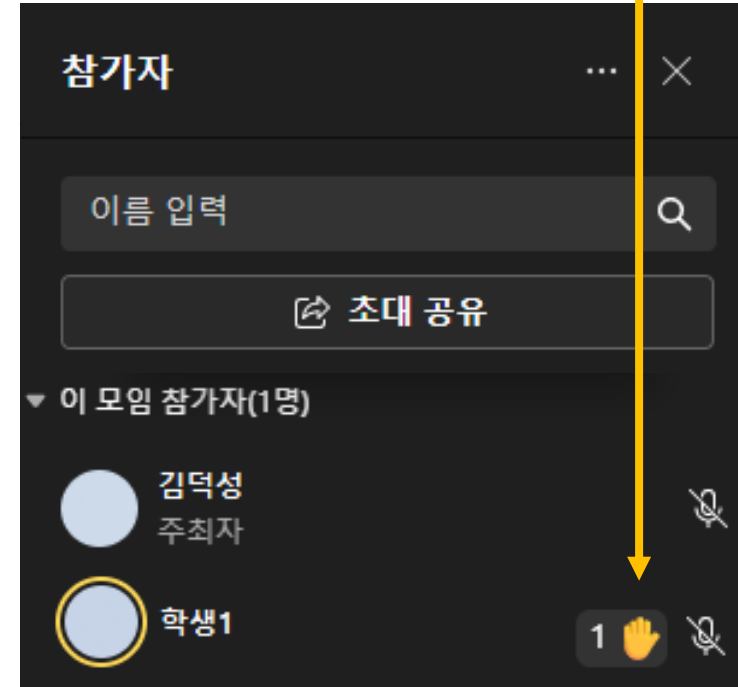 참가자
이름 입력
초대 공유
이 모임 참가자(1명)
김덕성
주최자
학생1
1